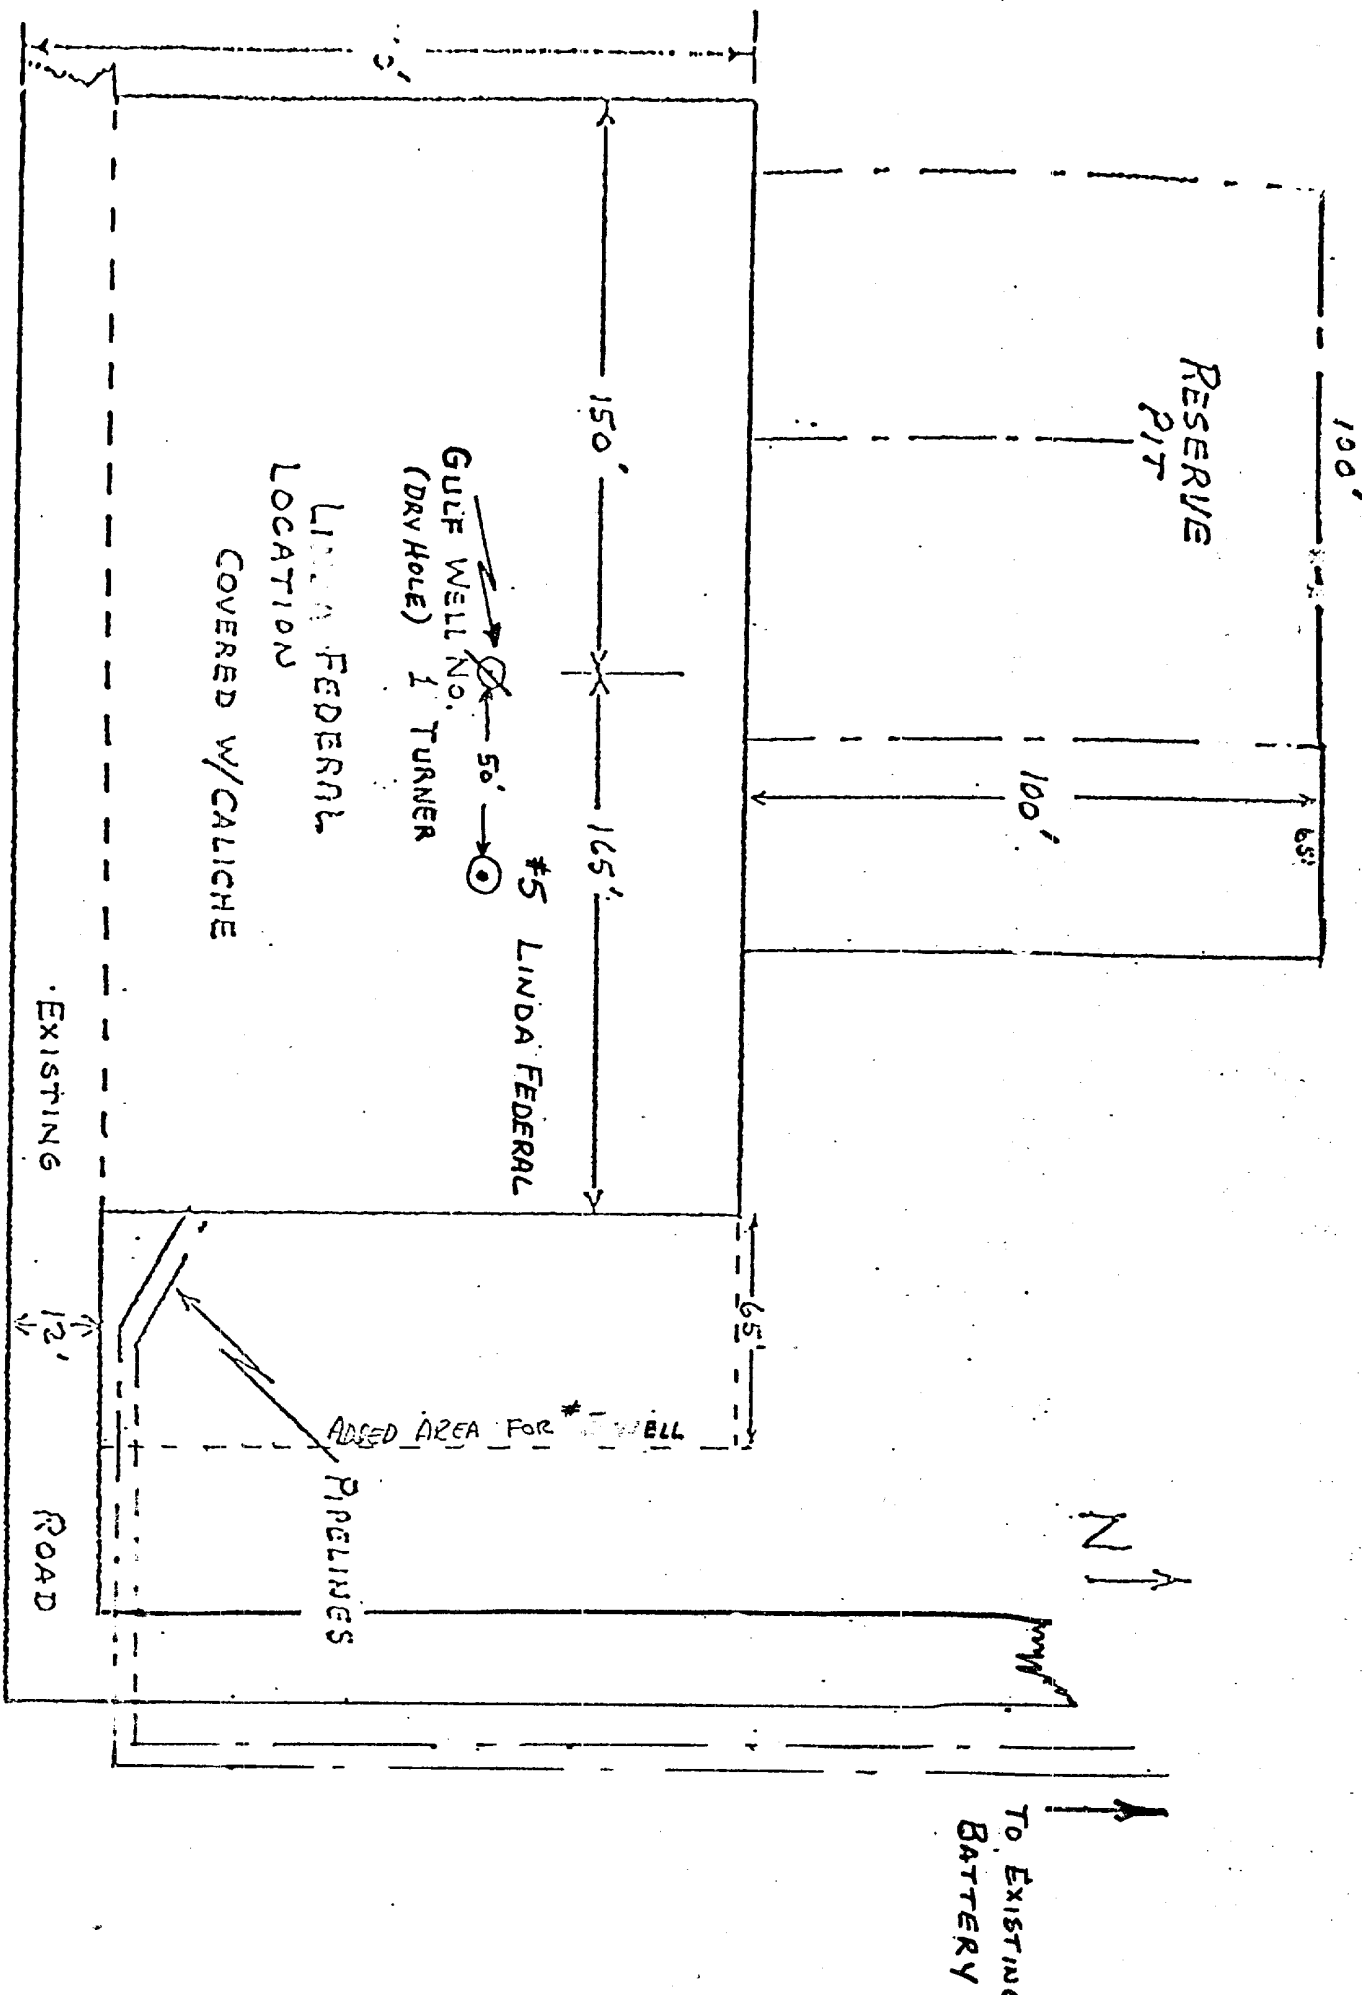 100'
RESERVE
PIT
100'
65'
150'
165'
#5 LINDA FEDERAL
50'
GULF WELL NO.
(DRY HOLE) 1 TURNER
FEDERAL
LOCATION
COVERED W/CALICHE
65'
ADDED AREA FOR # WELL
PIPELINES
EXISTING 12' ROAD
N
TO EXISTING
BATTERY